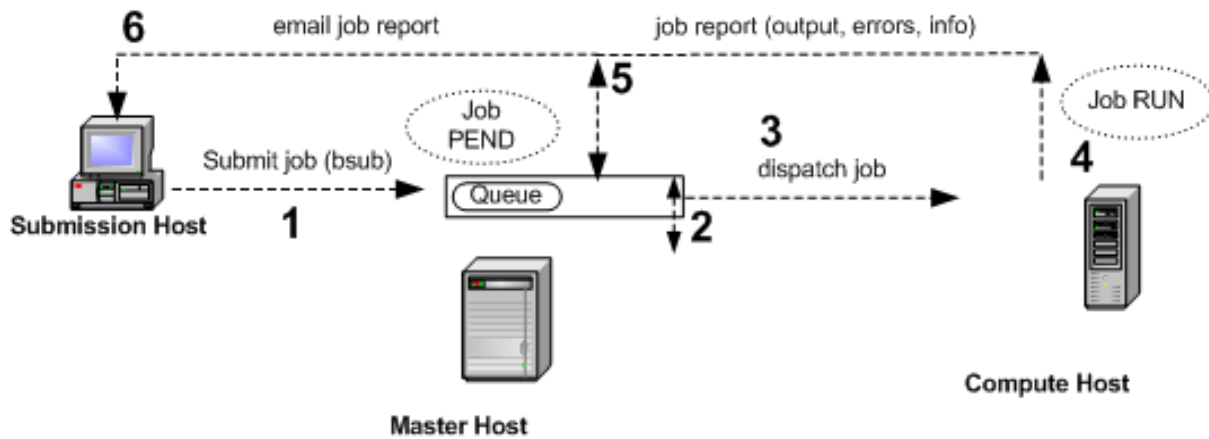 6
email job report
job report (output, errors, info)
5
Job
PEND
Job RUN
3
4
Submit job (bsub)
dispatch job
Queue
Submission Host
1
2
Compute Host
Master Host